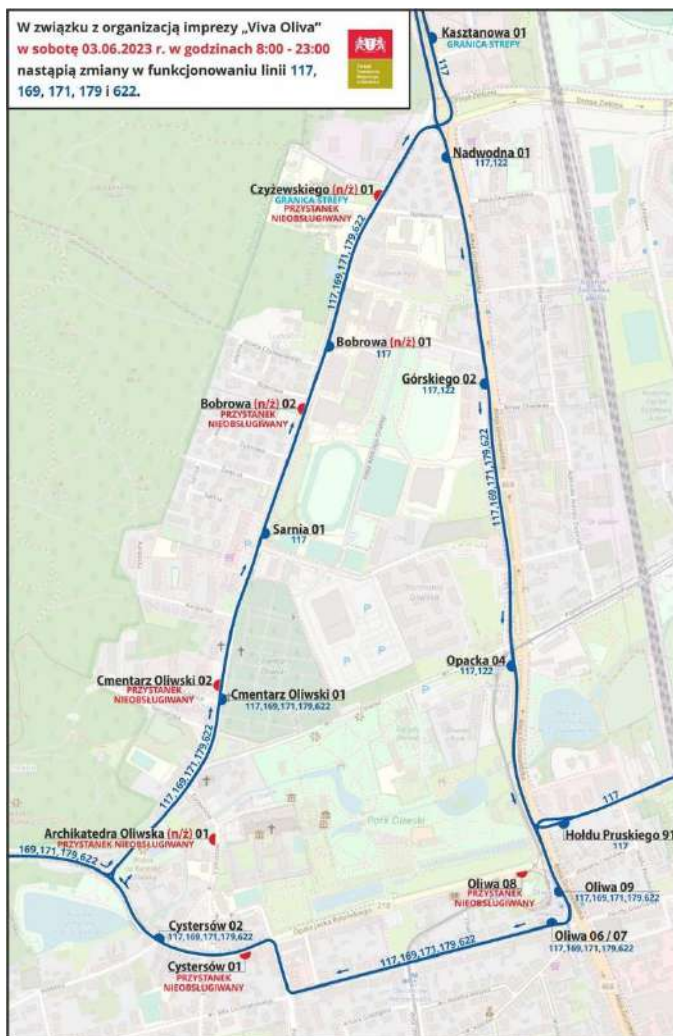 W związku z organizacją imprezy „Viva Oliva”
w sobotę 03.06.2023 r. w godzinach 8:00 - 23:00
nastąpią zmiany w funkcjonowaniu linii 117,
169, 171, 179 i 622.
Kasztanowa 01
GRANICA STREFY
117
Nadwodna 01
117,122
Czyżewskiego (n/ż) 01
GRANICA STREFY
PRZYSTANEK
NIEOBSŁUGIWANY
117,169,171,179,622
Bobrowa (n/ż) 01
117
Górskiego 02
117,122
Bobrowa (n/ż) 02
PRZYSTANEK
NIEOBSŁUGIWANY
117,169,171,179,622
Sarnia 01
117
Opacka 04
117,122
Cmentarz Oliwski 02
PRZYSTANEK
NIEOBSŁUGIWANY
Cmentarz Oliwski 01
117,169,171,179,622
117,169,171,179,622
Park Oliwski
117
Hołdu Pruskiego 91
117
Archikatedra Oliwska (n/ż) 01
PRZYSTANEK NIEOBSŁUGIWANY
169,171,179,622
Oliwa 08
PRZYSTANEK
NIEOBSŁUGIWANY
Oliwa 09
117,169,171,179,622
Cystersów 02
117,169,171,179,622
Oliwa 06 / 07
117,169,171,179,622
Cystersów 01
PRZYSTANEK
NIEOBSŁUGIWANY
117,169,171,179,622